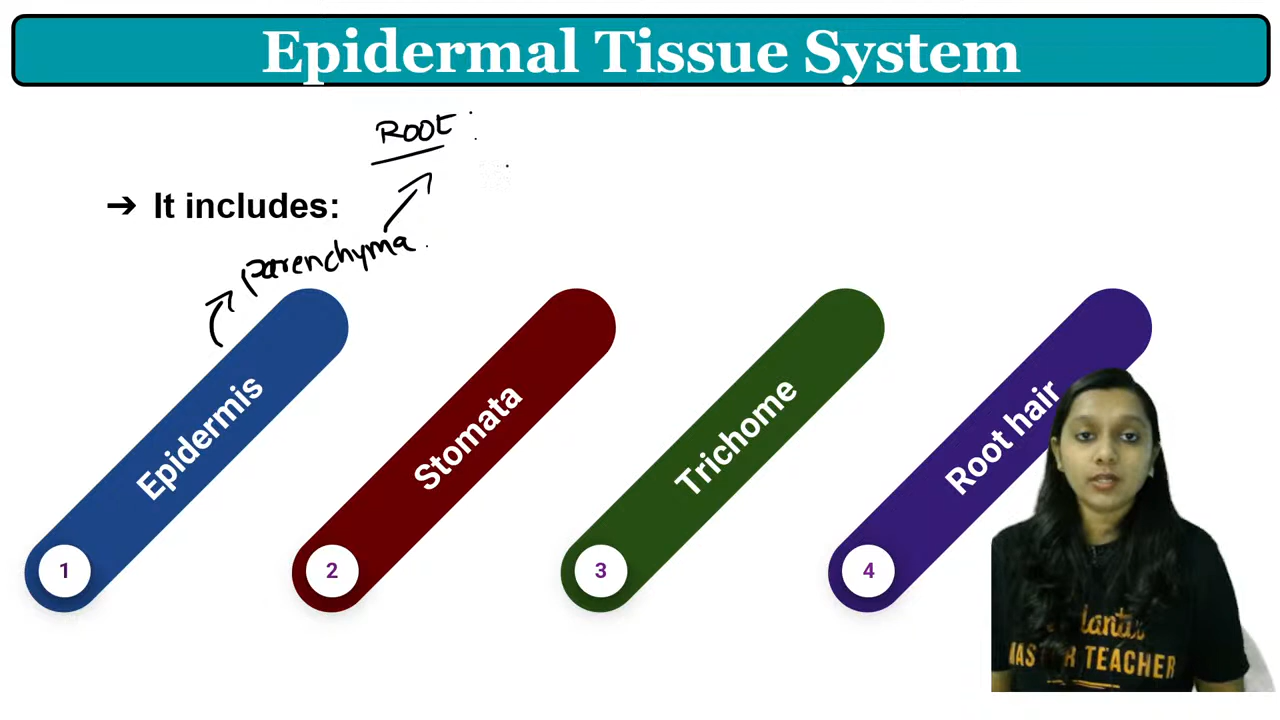 Epidermal Tissue System
Root :
➔ It includes:
parenchyma.
Epidermis
Stomata
Trichome
Root hair
1
2
3
4
MASTER TEACHER